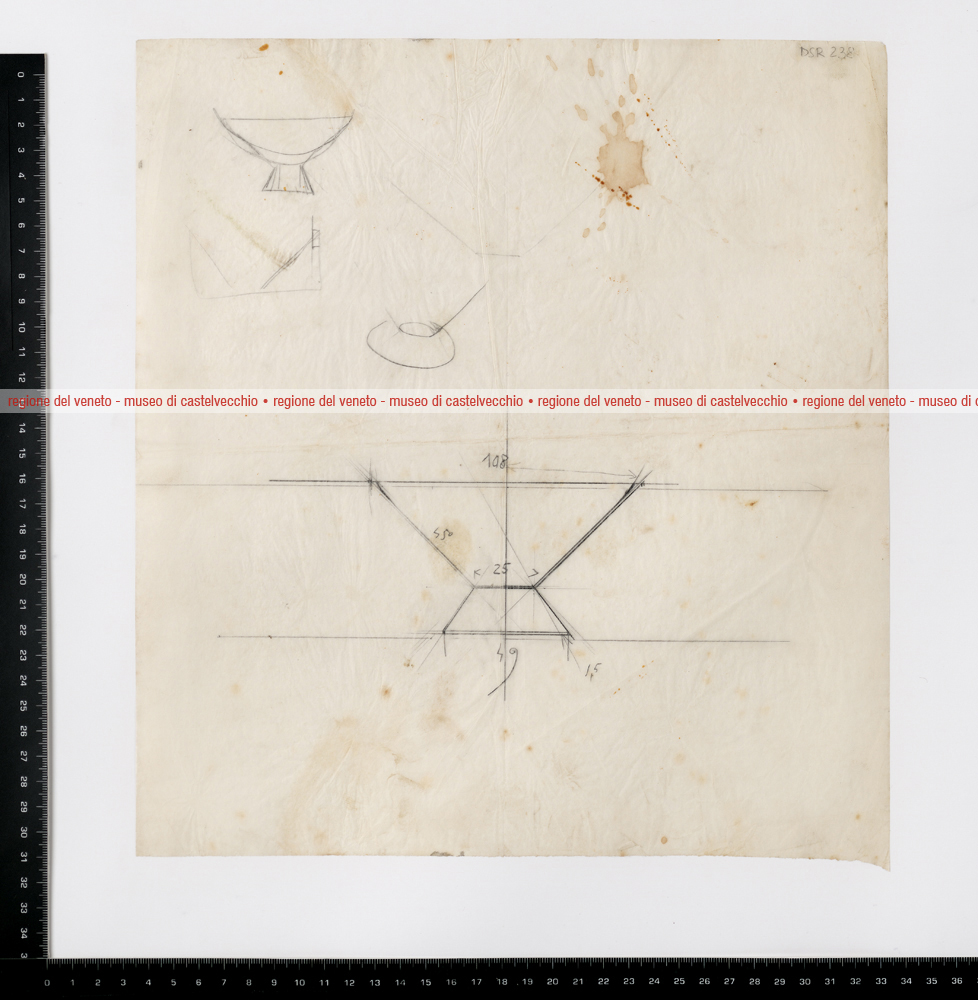 DSR 238
regione del veneto - museo di castelvecchio • regione del veneto - museo di castelvecchio • regione del veneto - museo di castelvecchio • regione del veneto - museo di c
108
25
49
1,5
0 1 2 3 4 5 6 7 8 9 10 11 12 14 15 16 17 18 19 20 21 22 23 24 25 26 27 28 29 30 31 32 33 34 3
0 1 2 3 4 5 6 7 8 9 10 11 12 13 14 15 16 17 18 19 20 21 22 23 24 25 26 27 28 29 30 31 32 33 34 35 36